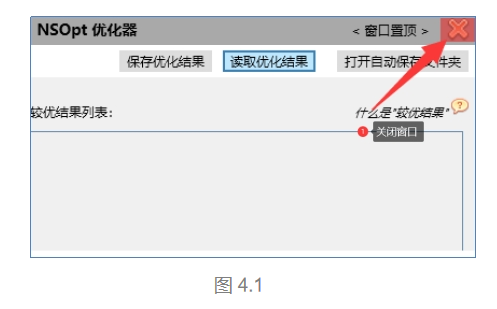 NSOpt 优化器 < 窗口置顶 >
保存优化结果 读取优化结果 打开自动保存文件夹
较优结果列表: 什么是"较优结果" ?
1 关闭窗口
图 4.1